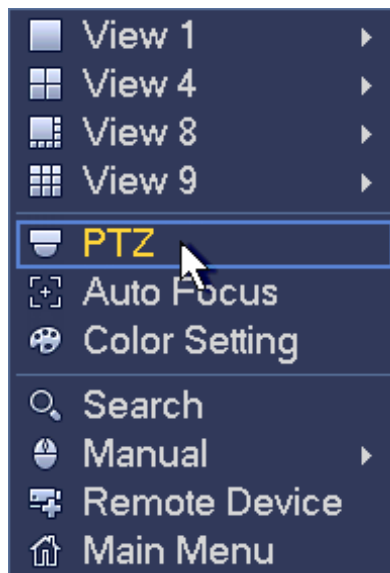 View 1
View 4
View 8
View 9
PTZ
Auto Focus
Color Setting
Search
Manual
Remote Device
Main Menu